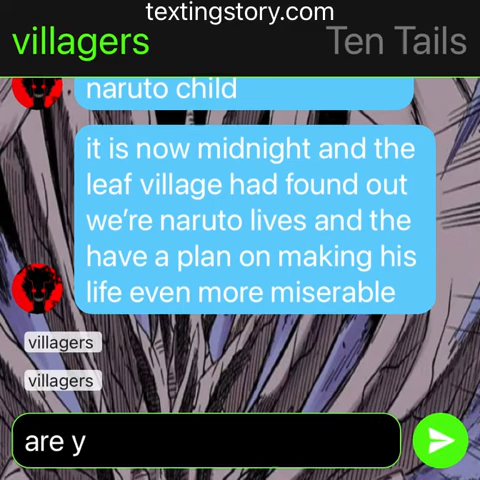 textingstory.com
villagers
Ten Tails
naruto child
it is now midnight and the
leaf village had found out
we’re naruto lives and the
have a plan on making his
life even more miserable
villagers
villagers
are y